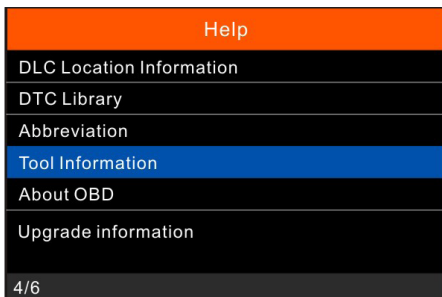 Help
DLC Location Information
DTC Library
Abbreviation
Tool Information
About OBD
Upgrade information
4/6